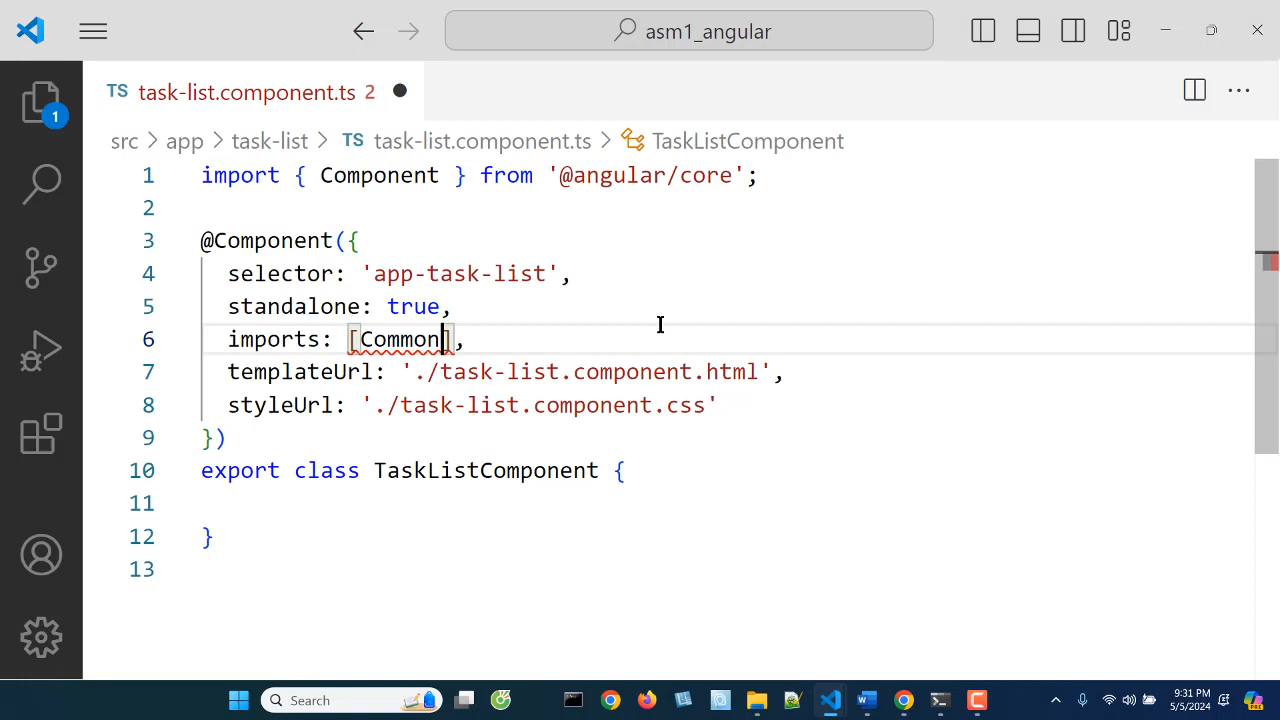 asm1_angular
TS task-list.component.ts 2
src > app > task-list > TS task-list.component.ts > TaskListComponent
1 import { Component } from '@angular/core';
2
3 @Component({
4 selector: 'app-task-list',
5 standalone: true,
6 imports: [Common],
7 templateUrl: './task-list.component.html',
8 styleUrl: './task-list.component.css'
9 })
10 export class TaskListComponent {
11
12 }
13
1
Search
9:31 PM
5/5/2024
PRE